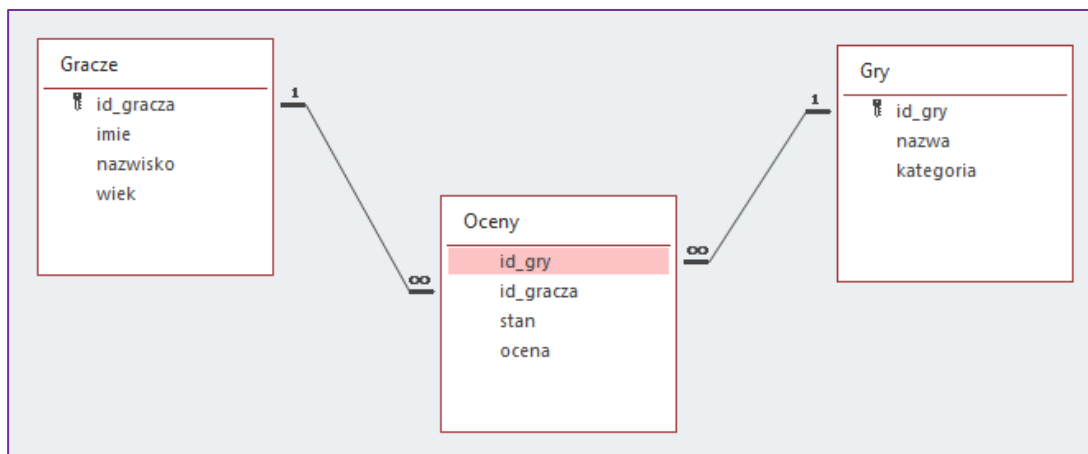 Gracze
id_gracza
imie
nazwisko
wiek
1
∞
Oceny
id_gry
id_gracza
stan
ocena
∞
1
Gry
id_gry
nazwa
kategoria